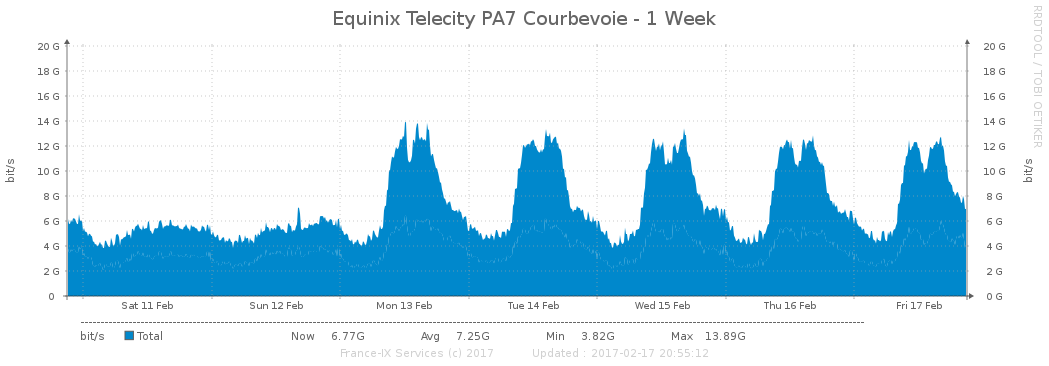 Equinix Telecity PA7 Courbevoie - 1 Week
RRDTOOL / TOBI OETIKER
20 G 20 G
18 G 18 G
16 G 16 G
14 G 14 G
12 G 12 G
10 G 10 G
8 G 8 G
6 G 6 G
4 G 4 G
2 G 2 G
0 0 G
bit/s bit/s
Sat 11 Feb Sun 12 Feb Mon 13 Feb Tue 14 Feb Wed 15 Feb Thu 16 Feb Fri 17 Feb
bit/s Total Now 6.77G Avg 7.25G Min 3.82G Max 13.89G
France-IX Services (c) 2017 Updated : 2017-02-17 20:55:12